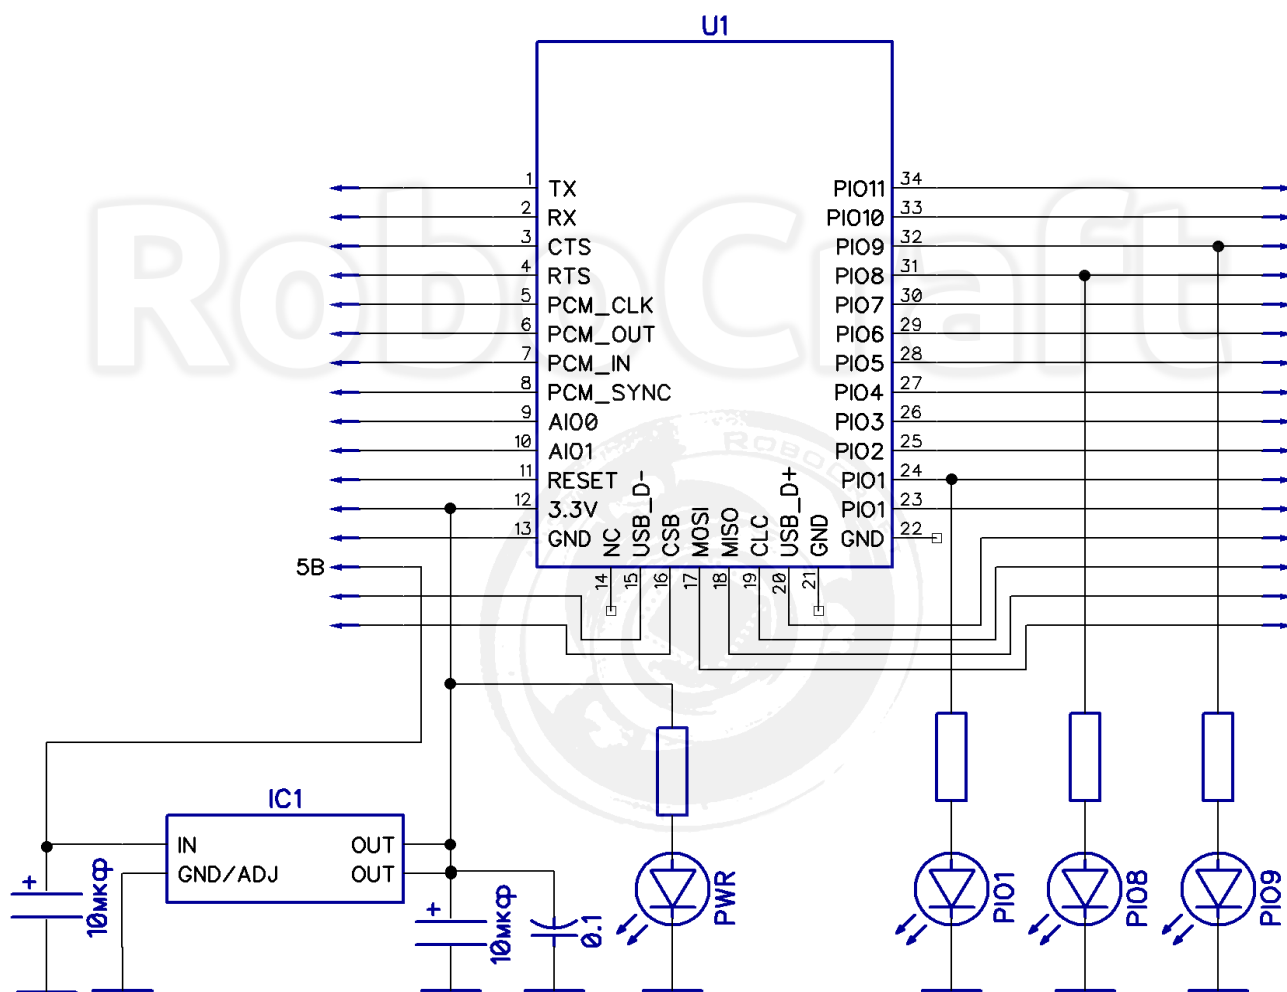 U1
1 TX PIO11 34
2 RX PIO10 33
3 CTS PIO9 32
4 RTS PIO8 31
5 PCM_CLK PIO7 30
6 PCM_OUT PIO6 29
7 PCM_IN PIO5 28
8 PCM_SYNC PIO4 27
9 AIO0 PIO3 26
10 AIO1 PIO2 25
11 RESET PIO1 24
12 3.3V PIO1 23
13 GND GND 22
NC USB_D- CSB MOSI MISO CLC USB_D+ GND
14 15 16 17 18 19 20 21
5В
RoboCraft
IC1
IN OUT
GND/ADJ OUT
+ 10мкф
+ 10мкф
0.1
PWR
PIO1
PIO8
PIO9